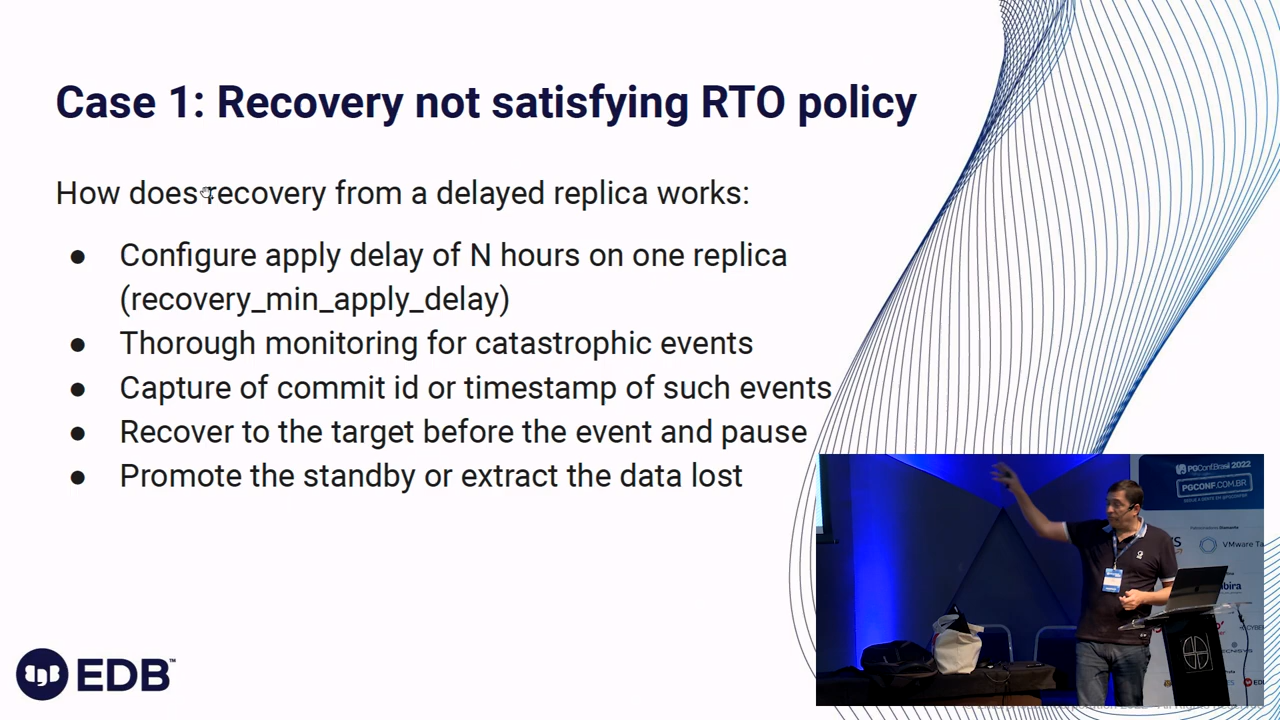 Case 1: Recovery not satisfying RTO policy
How does recovery from a delayed replica works:
● Configure apply delay of N hours on one replica
(recovery_min_apply_delay)
● Thorough monitoring for catastrophic events
● Capture of commit id or timestamp of such events
● Recover to the target before the event and pause
● Promote the standby or extract the data lost
EDB™
PGConf.Brasil 2022
PGCONF.COM.BR
VMware Ta